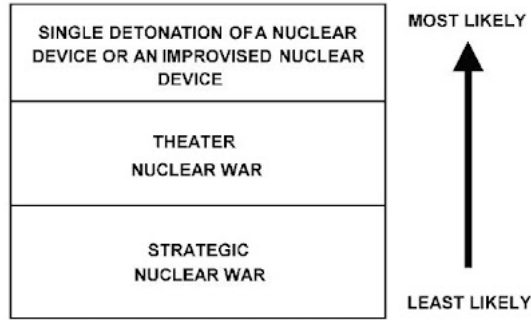 SINGLE DETONATION OF A NUCLEAR
DEVICE OR AN IMPROVISED NUCLEAR
DEVICE
MOST LIKELY
THEATER
NUCLEAR WAR
STRATEGIC
NUCLEAR WAR
LEAST LIKELY